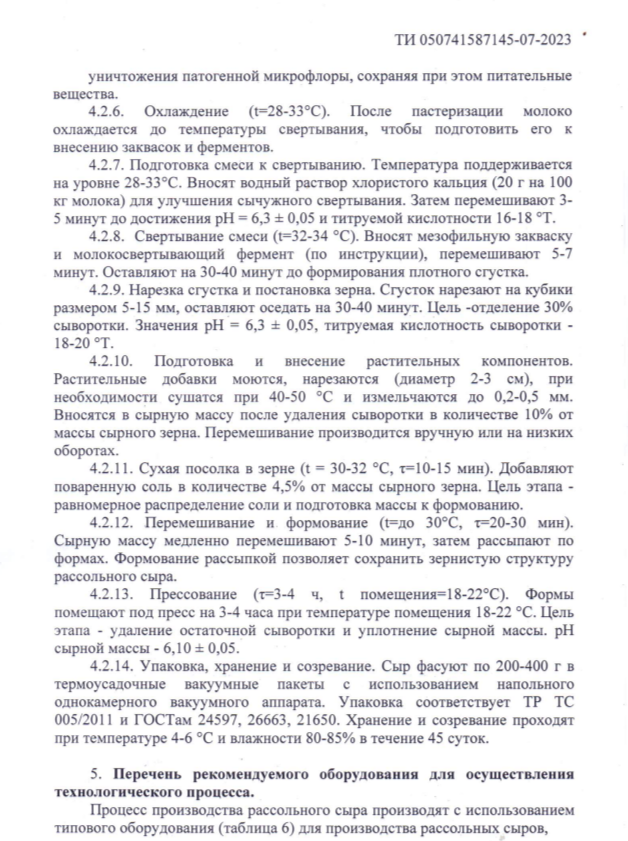 ТИ 050741587145-07-2023
уничтожения патогенной микрофлоры, сохраняя при этом питательные
вещества.
4.2.6. Охлаждение (t=28-33°С). После пастеризации молоко
охлаждается до температуры свертывания, чтобы подготовить его к
внесению заквасок и ферментов.
4.2.7. Подготовка смеси к свертыванию. Температура поддерживается
на уровне 28-33°С. Вносят водный раствор хлористого кальция (20 г на 100
кг молока) для улучшения сычужного свертывания. Затем перемешивают 3-
5 минут до достижения рН = 6,3 ± 0,05 и титруемой кислотности 16-18 °Т.
4.2.8. Свертывание смеси (t=32-34 °С). Вносят мезофильную закваску
и молокосвертывающий фермент (по инструкции), перемешивают 5-7
минут. Оставляют на 30-40 минут до формирования плотного сгустка.
4.2.9. Нарезка сгустка и постановка зерна. Сгусток нарезают на кубики
размером 5-15 мм, оставляют оседать на 30-40 минут. Цель -отделение 30%
сыворотки. Значения рН = 6,3 ± 0,05, титруемая кислотность сыворотки -
18-20 °Т.
4.2.10. Подготовка и внесение растительных компонентов.
Растительные добавки моются, нарезаются (диаметр 2-3 см), при
необходимости сушатся при 40-50 °С и измельчаются до 0,2-0,5 мм.
Вносятся в сырную массу после удаления сыворотки в количестве 10% от
массы сырного зерна. Перемешивание производится вручную или на низких
оборотах.
4.2.11. Сухая посолка в зерне (t = 30-32 °С, τ=10-15 мин). Добавляют
поваренную соль в количестве 4,5% от массы сырного зерна. Цель этапа -
равномерное распределение соли и подготовка массы к формованию.
4.2.12. Перемешивание и формование (t=до 30°С, τ=20-30 мин).
Сырную массу медленно перемешивают 5-10 минут, затем рассыпают по
формах. Формование рассыпкой позволяет сохранить зернистую структуру
рассольного сыра.
4.2.13. Прессование (τ=3-4 ч, t помещения=18-22°С). Формы
помещают под пресс на 3-4 часа при температуре помещения 18-22 °С. Цель
этапа - удаление остаточной сыворотки и уплотнение сырной массы. рН
сырной массы - 6,10 ± 0,05.
4.2.14. Упаковка, хранение и созревание. Сыр фасуют по 200-400 г в
термоусадочные вакуумные пакеты с использованием напольного
однокамерного вакуумного аппарата. Упаковка соответствует ТР ТС
005/2011 и ГОСТам 24597, 26663, 21650. Хранение и созревание проходят
при температуре 4-6 °С и влажности 80-85% в течение 45 суток.
5. Перечень рекомендуемого оборудования для осуществления
технологического процесса.
Процесс производства рассольного сыра производят с использованием
типового оборудования (таблица 6) для производства рассольных сыров,